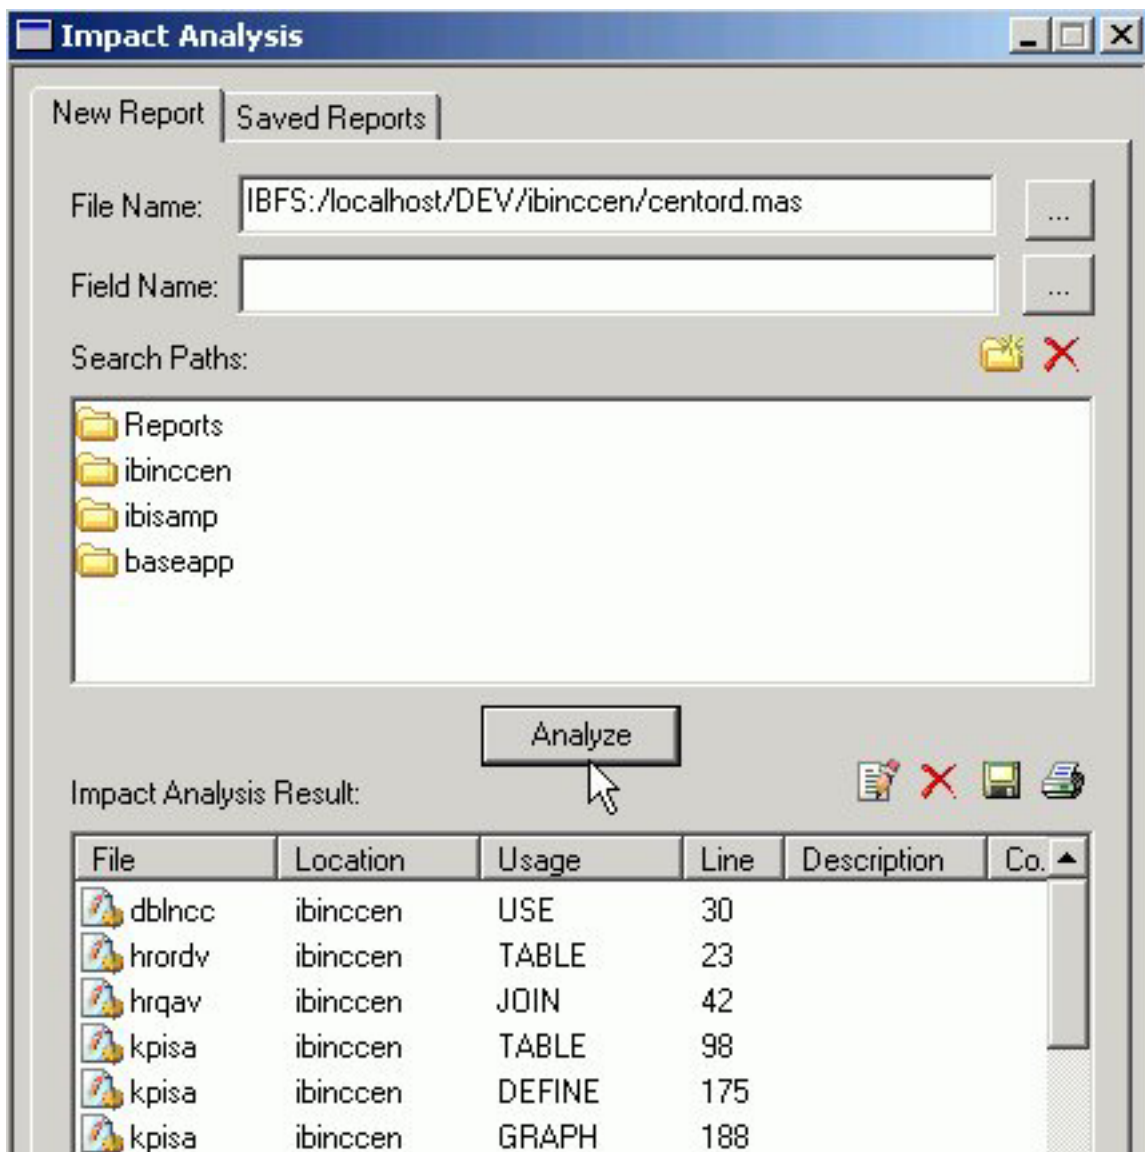 Impact Analysis
New Report Saved Reports
File Name: IBFS:/localhost/DEV/ibinccen/centord.mas ...
Field Name: ...
Search Paths:
Reports
ibinccen
ibisamp
baseapp
Analyze
Impact Analysis Result:
File Location Usage Line Description Co.
dblncc ibinccen USE 30
hrordv ibinccen TABLE 23
hrqav ibinccen JOIN 42
kpisa ibinccen TABLE 98
kpisa ibinccen DEFINE 175
kpisa ibinccen GRAPH 188